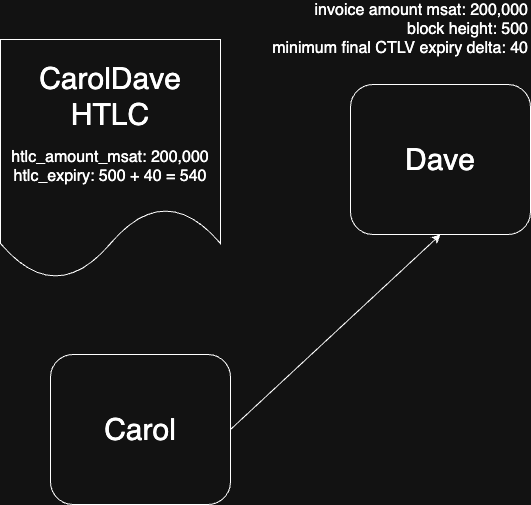 invoice amount msat: 200,000
block height: 500
minimum final CTLV expiry delta: 40
CarolDave
HTLC
htlc_amount_msat: 200,000
htlc_expiry: 500 + 40 = 540
Dave
Carol